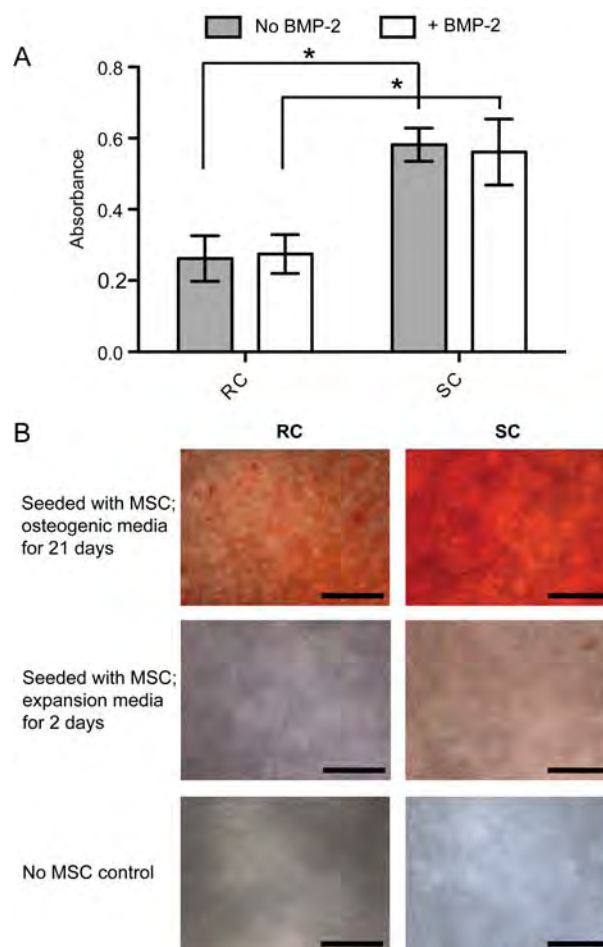 No BMP-2
+ BMP-2
A
*
*
0.8
0.6
0.4
0.2
0.0
Absorbance
RC
SC
B
RC
SC
Seeded with MSC;
osteogenic media
for 21 days
Seeded with MSC;
expansion media
for 2 days
No MSC control